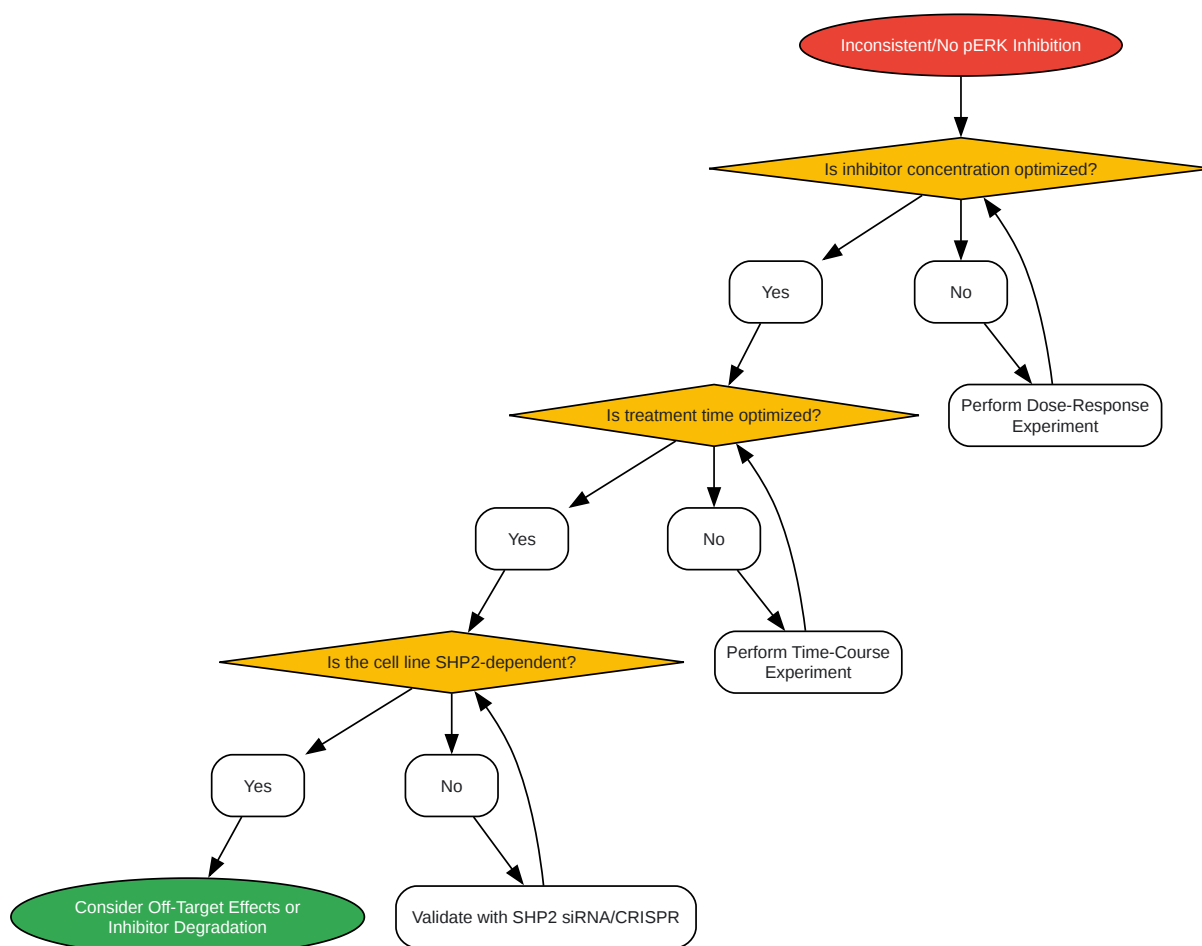 Inconsistent/No pERK Inhibition
Is inhibitor concentration optimized?
Yes
No
Perform Dose-Response
Experiment
Is treatment time optimized?
Yes
No
Perform Time-Course
Experiment
Is the cell line SHP2-dependent?
Yes
No
Consider Off-Target Effects or
Inhibitor Degradation
Validate with SHP2 siRNA/CRISPR